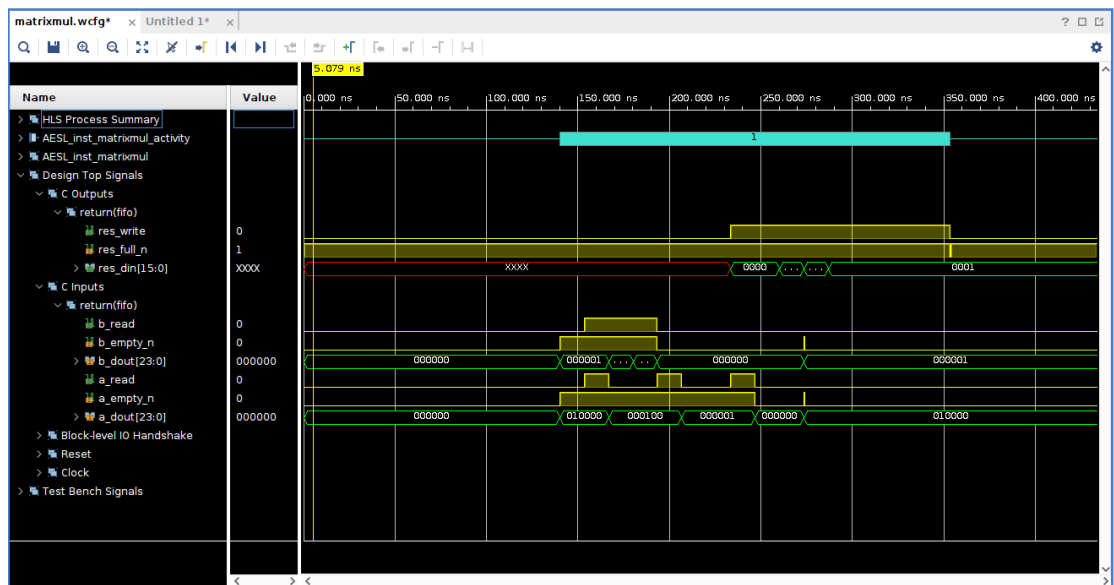 matrixmul.wcfg* × Untitled 1* ×
?
5.079 ns
Name Value 0.000 ns 50.000 ns 100.000 ns 150.000 ns 200.000 ns 250.000 ns 300.000 ns 350.000 ns 400.000 ns
HLS Process Summary
AESL_inst_matrixmul_activity 1
AESL_inst_matrixmul
Design Top Signals
C Outputs
return(fifo)
res_write 0
res_full_n 1
res_din[15:0] XXXX XXXX 0000 ... ... 0001
C Inputs
return(fifo)
b_read 0
b_empty_n 0
b_dout[23:0] 000000 000000 000001 ... .. 000000 000001
a_read 0
a_empty_n 0
a_dout[23:0] 000000 000000 010000 000100 000001 000000 010000
Block-level IO Handshake
Reset
Clock
Test Bench Signals